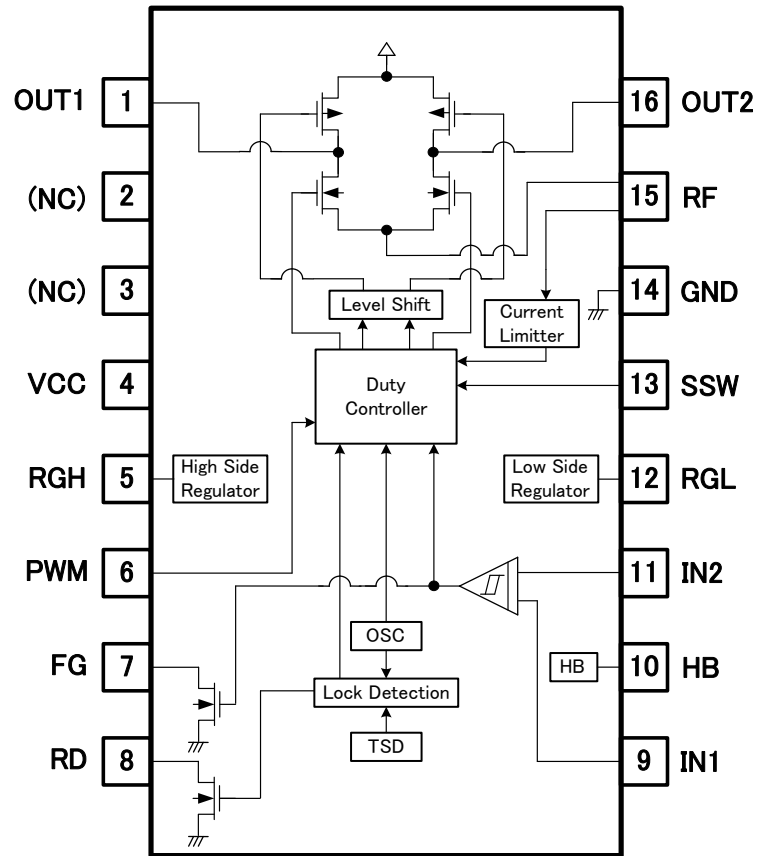 OUT1 1
16 OUT2
(NC) 2
15 RF
(NC) 3
14 GND
Level Shift
Current
Limitter
VCC 4
Duty
Controller
13 SSW
RGH 5
High Side
Regulator
Low Side
Regulator
12 RGL
PWM 6
11 IN2
OSC
FG 7
HB
10 HB
Lock Detection
TSD
RD 8
9 IN1